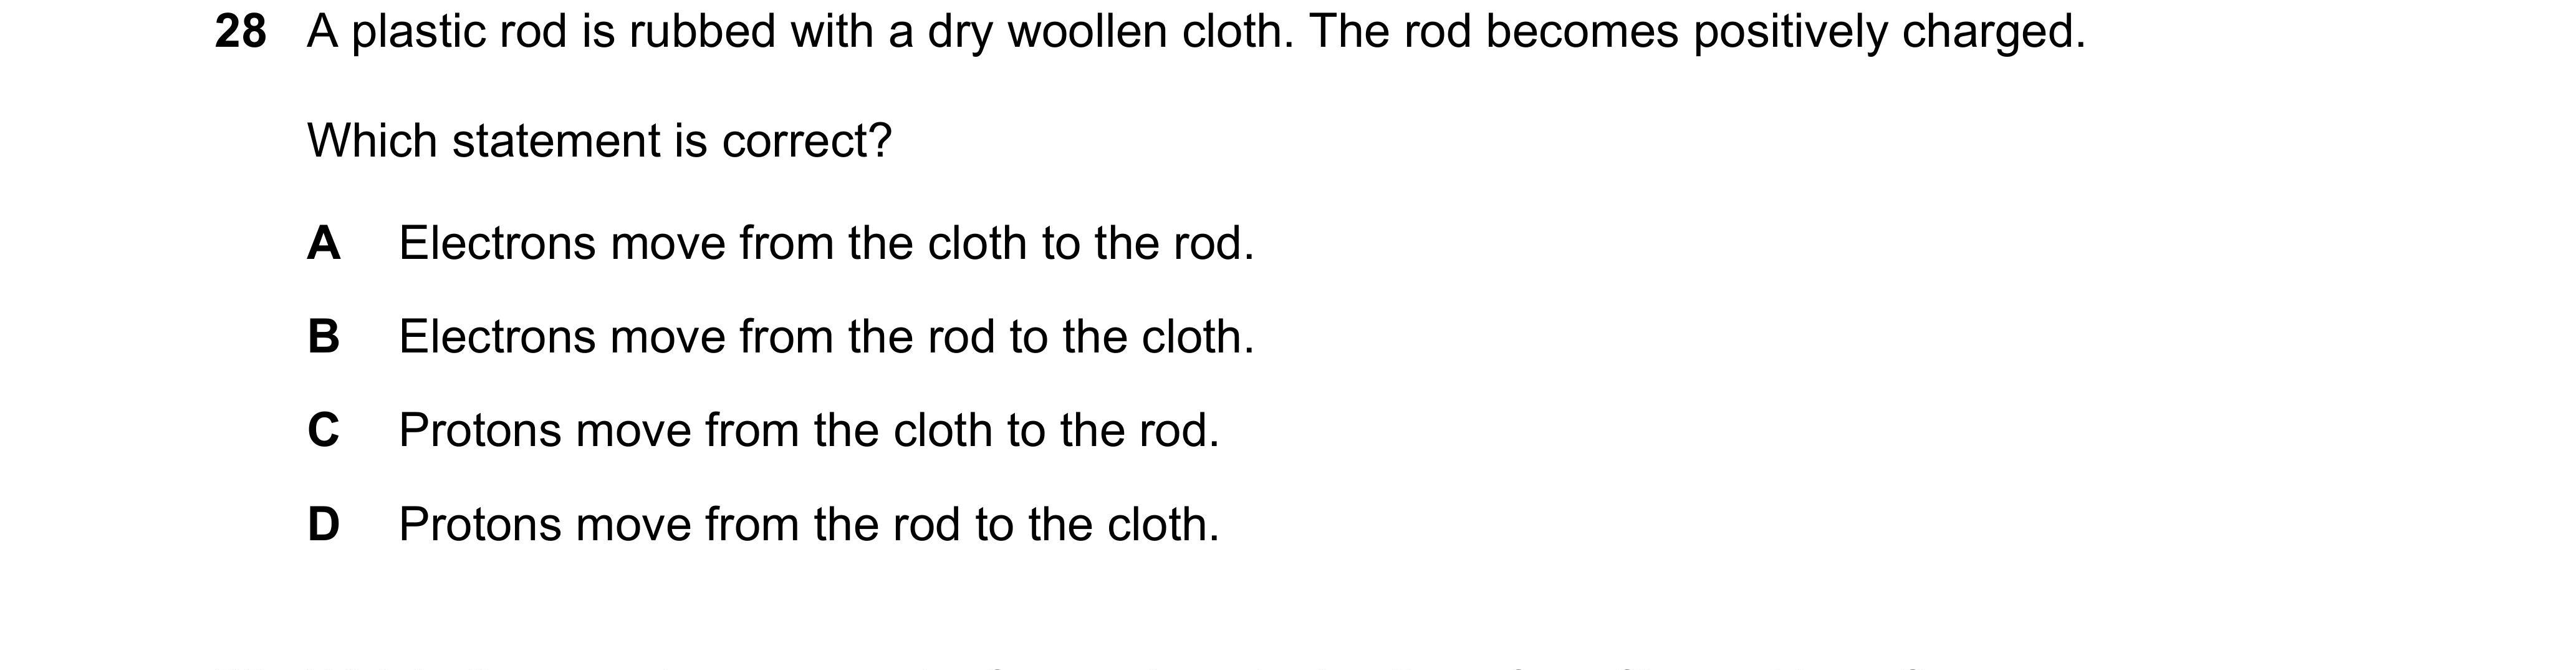 28 A plastic rod is rubbed with a dry woollen cloth. The rod becomes positively charged.
Which statement is correct?
A Electrons move from the cloth to the rod.
B Electrons move from the rod to the cloth.
C Protons move from the cloth to the rod.
D Protons move from the rod to the cloth.